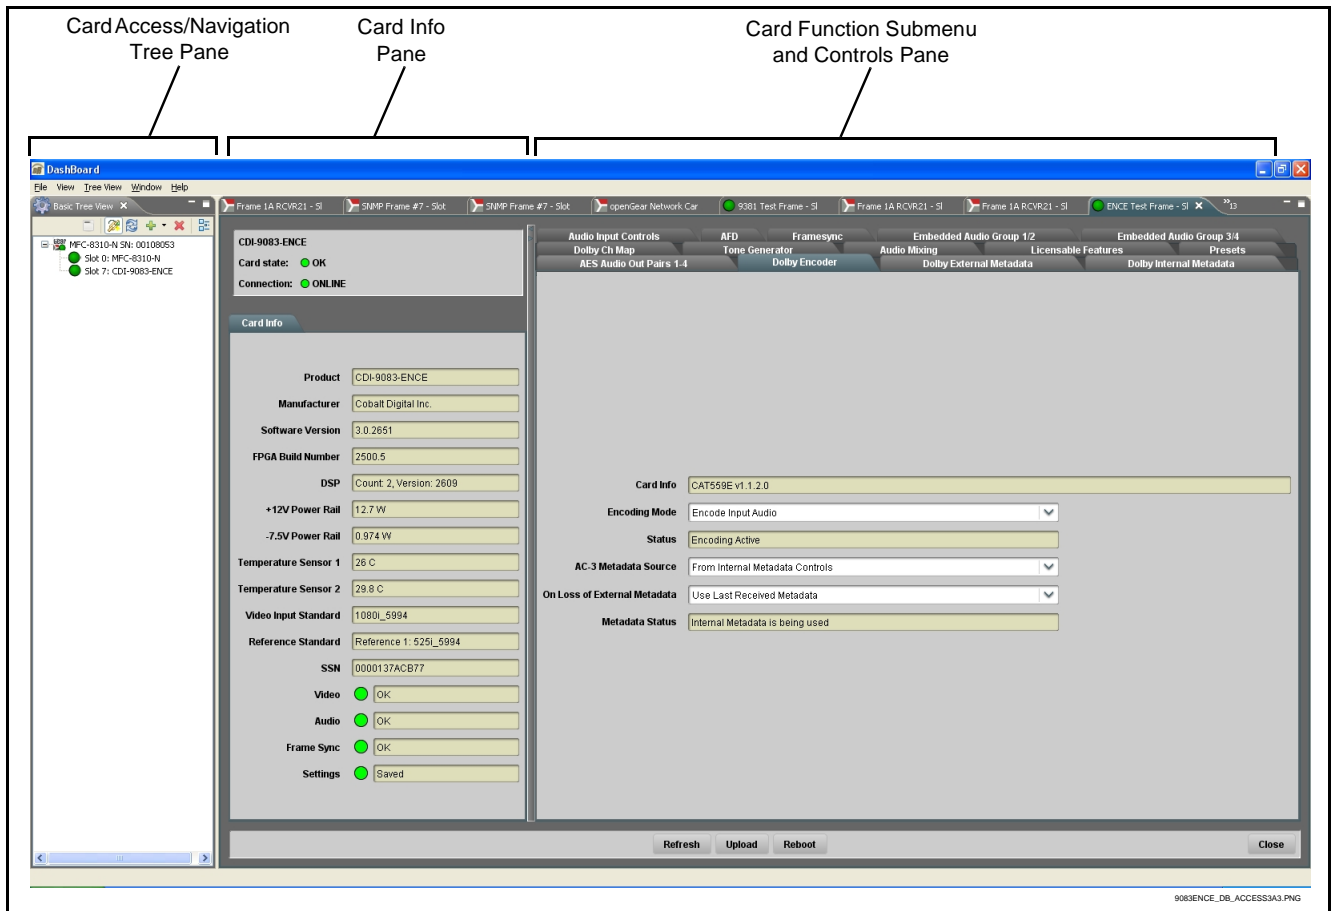 Card Access/Navigation
Tree Pane
Card Info
Pane
Card Function Submenu
and Controls Pane
DashBoard
File View Tree View Window Help
Basic Tree View
Frame 1A RCVR21 - Sl
SNMP Frame #7 - Slot
SNMP Frame #7 - Slot
openGear Network Car
9381 Test Frame - Sl
Frame 1A RCVR21 - Sl
Frame 1A RCVR21 - Sl
ENCE Test Frame - Sl
13
MFC-8310-N SN: 00108053
Slot 0: MFC-8310-N
Slot 7: CDI-9083-ENCE
CDI-9083-ENCE
Card state: OK
Connection: ONLINE
Card Info
Product CDI-9083-ENCE
Manufacturer Cobalt Digital Inc.
Software Version 3.0.2651
FPGA Build Number 2500.5
DSP Count: 2, Version: 2609
+12V Power Rail 12.7 W
-7.5V Power Rail 0.974 W
Temperature Sensor 1 26 C
Temperature Sensor 2 29.8 C
Video Input Standard 1080i_5994
Reference Standard Reference 1: 525i_5994
SSN 0000137ACB77
Video OK
Audio OK
Frame Sync OK
Settings Saved
Audio Input Controls AFD Framesync Embedded Audio Group 1/2 Embedded Audio Group 3/4
Dolby Ch Map Tone Generator Audio Mixing Licensable Features Presets
AES Audio Out Pairs 1-4 Dolby Encoder Dolby External Metadata Dolby Internal Metadata
Card Info CAT559E v1.1.2.0
Encoding Mode Encode Input Audio
Status Encoding Active
AC-3 Metadata Source From Internal Metadata Controls
On Loss of External Metadata Use Last Received Metadata
Metadata Status Internal Metadata is being used
Refresh Upload Reboot Close
9083ENCE_DB_ACCESS3A3.PNG